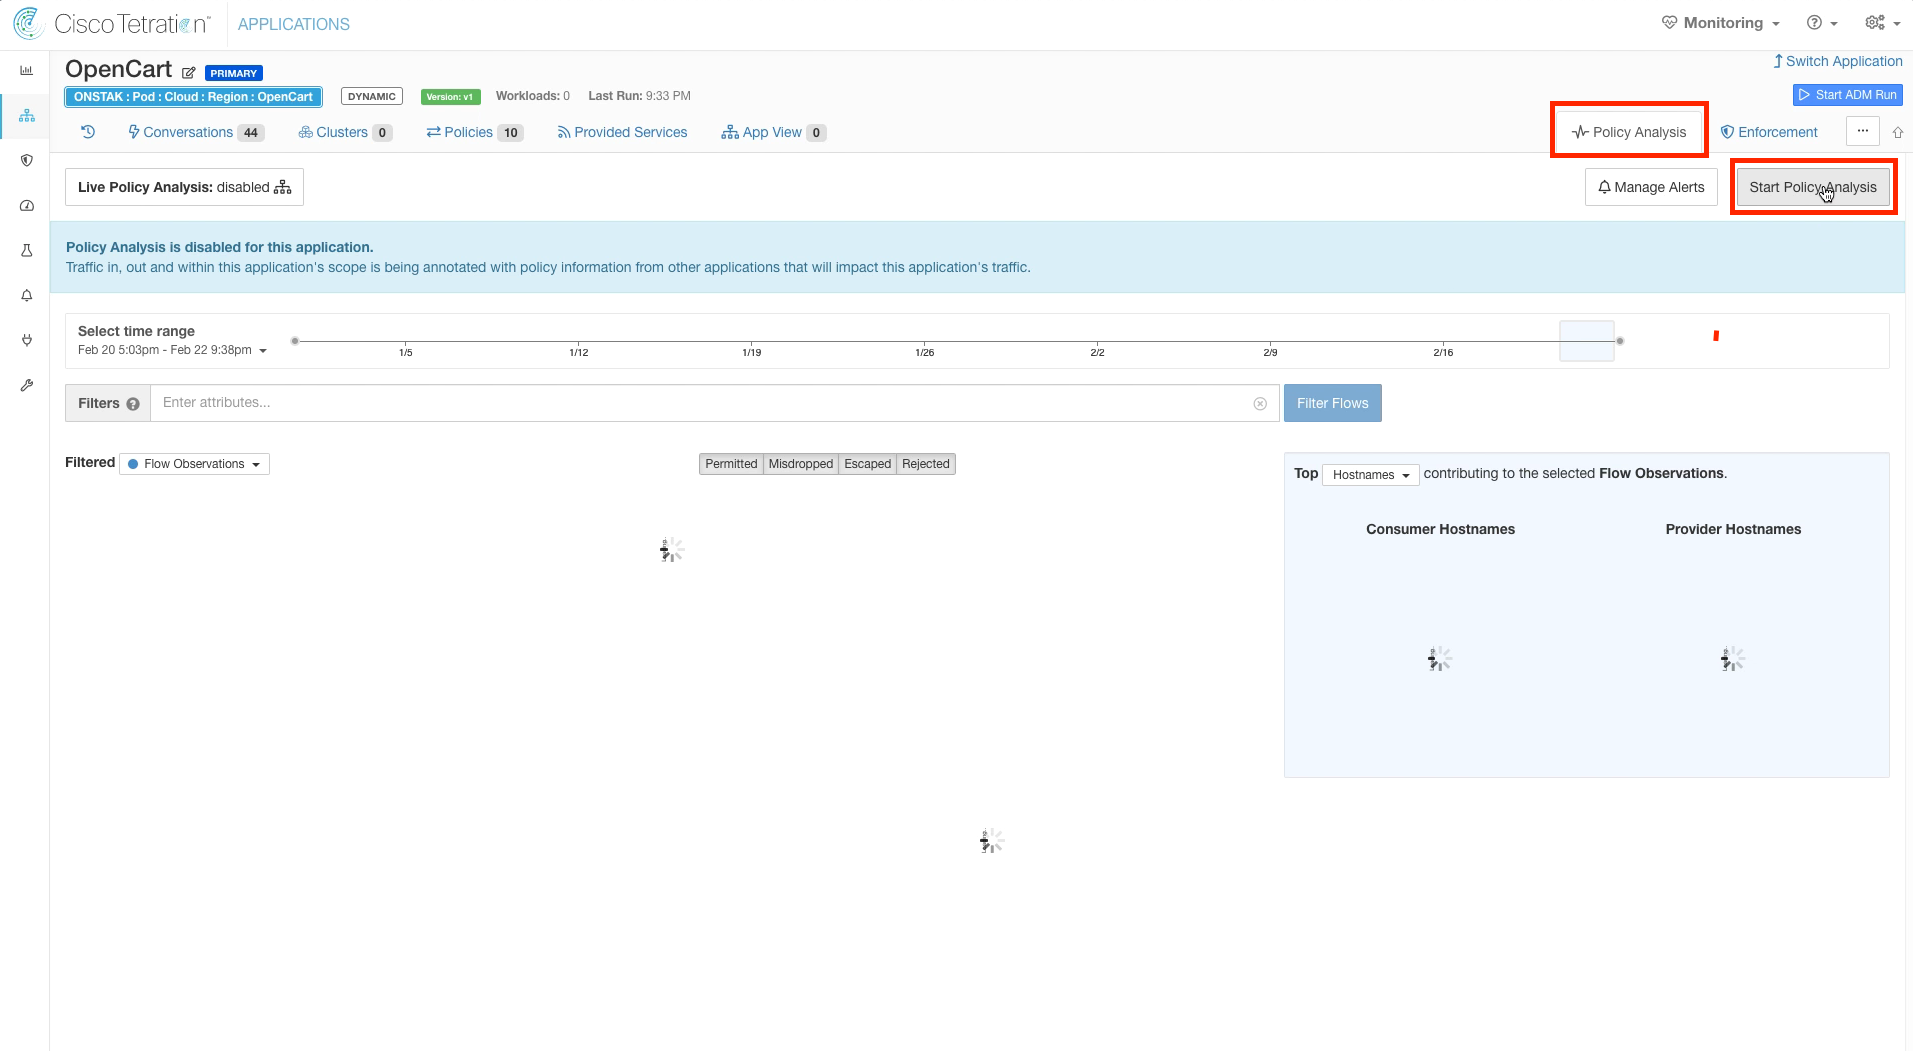 Cisco Tetration™ APPLICATIONS Monitoring
OpenCart PRIMARY
Switch Application
ONSTAK : Pod : Cloud : Region : OpenCart DYNAMIC Version: v1 Workloads: 0 Last Run: 9:33 PM
Start ADM Run
Conversations 44 Clusters 0 Policies 10 Provided Services App View 0 Policy Analysis Enforcement ...
Live Policy Analysis: disabled Manage Alerts Start Policy Analysis
Policy Analysis is disabled for this application.
Traffic in, out and within this application's scope is being annotated with policy information from other applications that will impact this application's traffic.
Select time range
Feb 20 5:03pm - Feb 22 9:38pm
1/5 1/12 1/19 1/26 2/2 2/9 2/16
Filters ? Enter attributes... Filter Flows
Filtered Flow Observations Permitted Misdropped Escaped Rejected
Top Hostnames contributing to the selected Flow Observations.
Consumer Hostnames Provider Hostnames